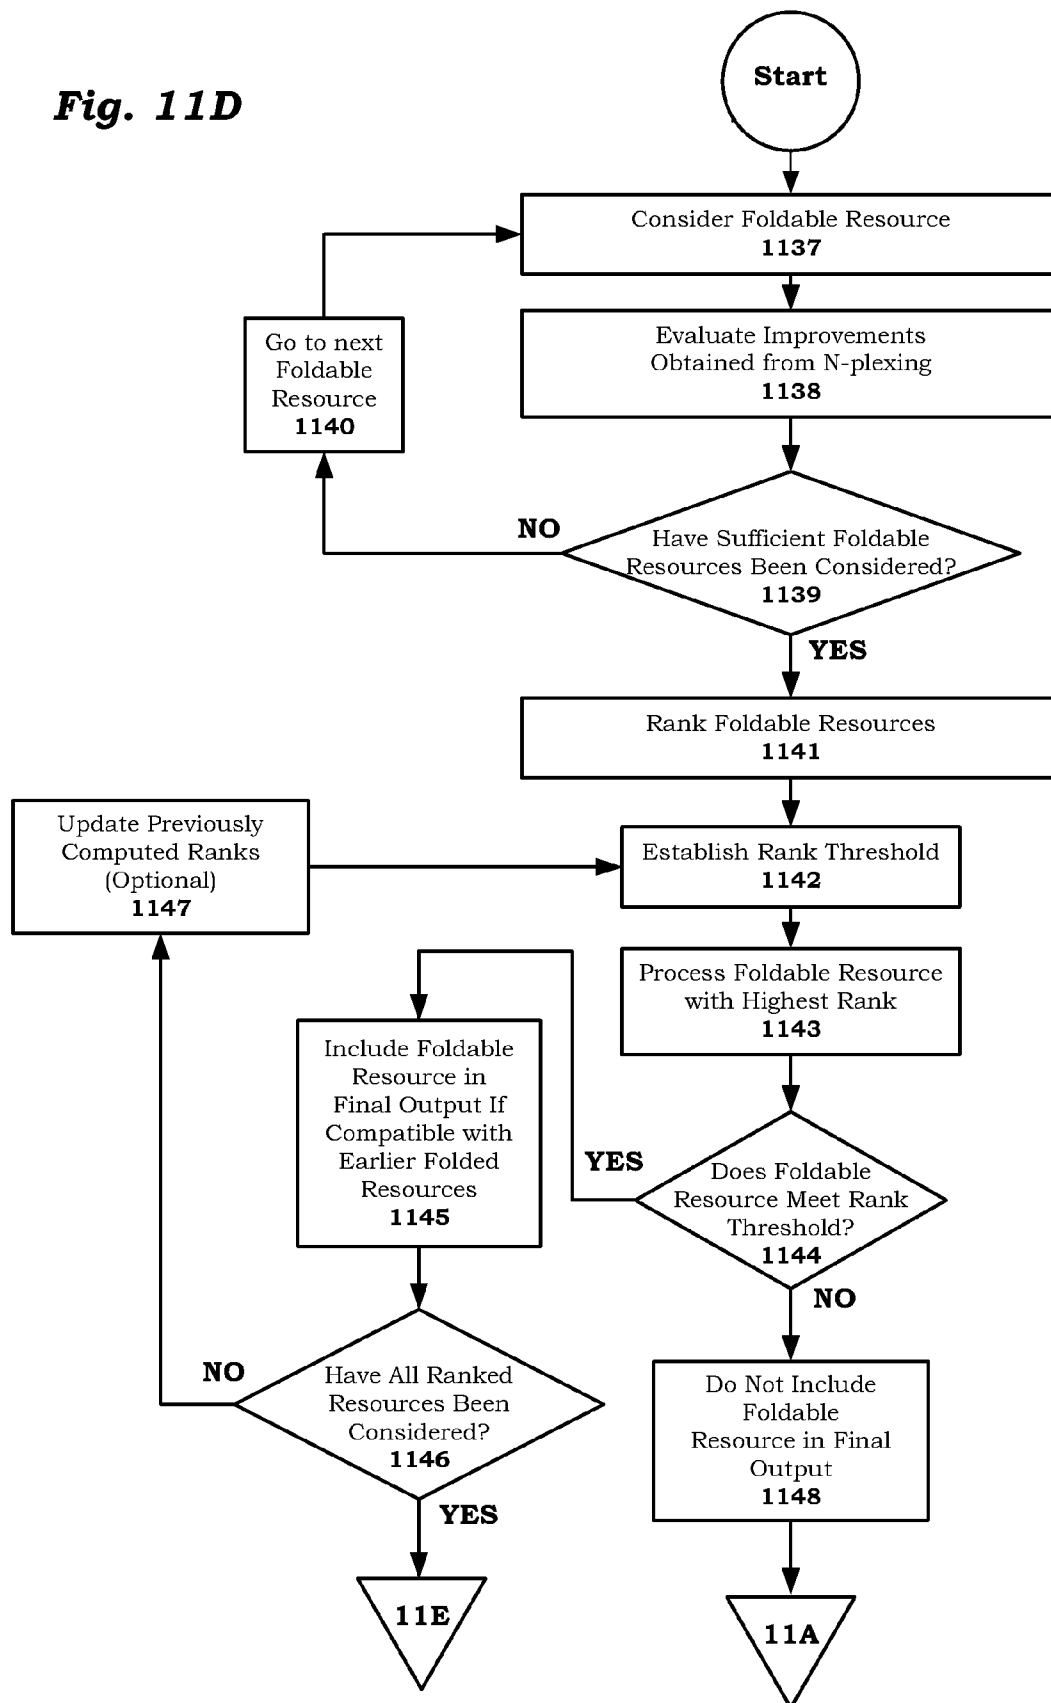 Fig. 11D
Start
Consider Foldable Resource
1137
Go to next
Foldable
Resource
1140
Evaluate Improvements
Obtained from N-plexing
1138
NO
Have Sufficient Foldable
Resources Been Considered?
1139
YES
Rank Foldable Resources
1141
Update Previously
Computed Ranks
(Optional)
1147
Establish Rank Threshold
1142
Process Foldable Resource
with Highest Rank
1143
Include Foldable
Resource in
Final Output If
Compatible with
Earlier Folded
Resources
1145
YES
Does Foldable
Resource Meet Rank
Threshold?
1144
NO
NO
Have All Ranked
Resources Been
Considered?
1146
YES
Do Not Include
Foldable
Resource in Final
Output
1148
11E
11A